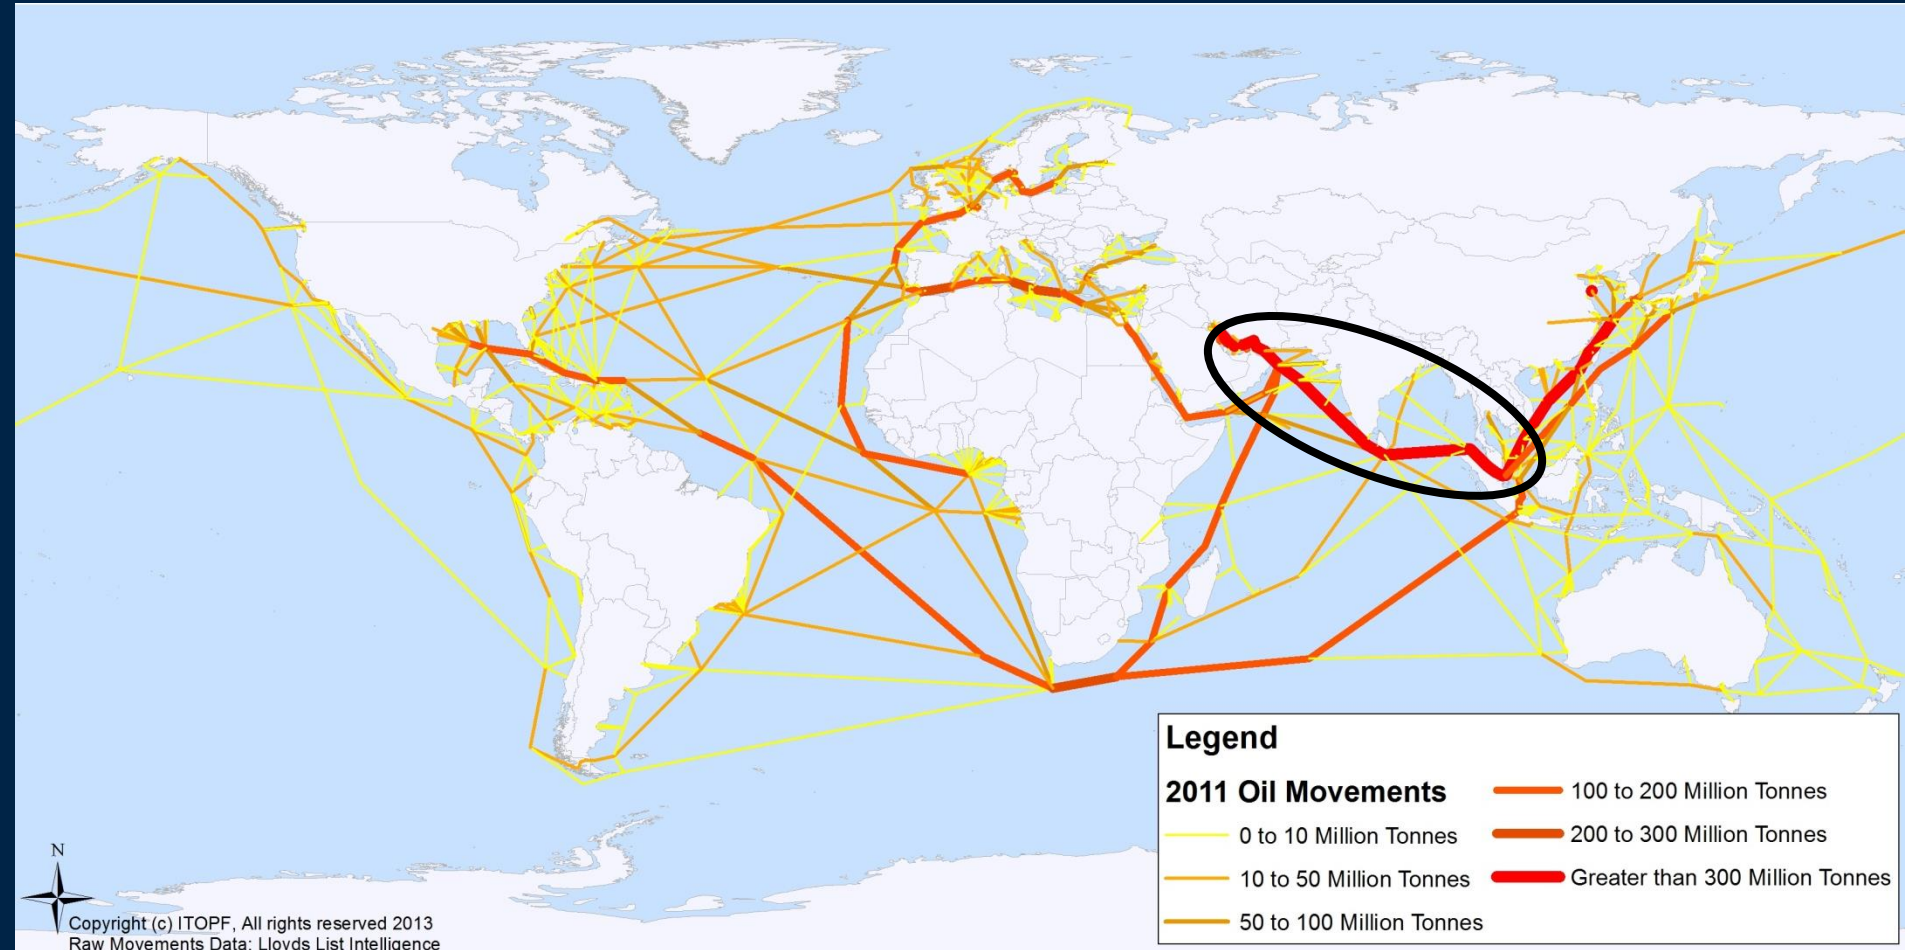 Legend
2011 Oil Movements
0 to 10 Million Tonnes
10 to 50 Million Tonnes
50 to 100 Million Tonnes
100 to 200 Million Tonnes
200 to 300 Million Tonnes
Greater than 300 Million Tonnes
N
Copyright (c) ITOPF, All rights reserved 2013
Raw Movements Data: Lloyds List Intelligence